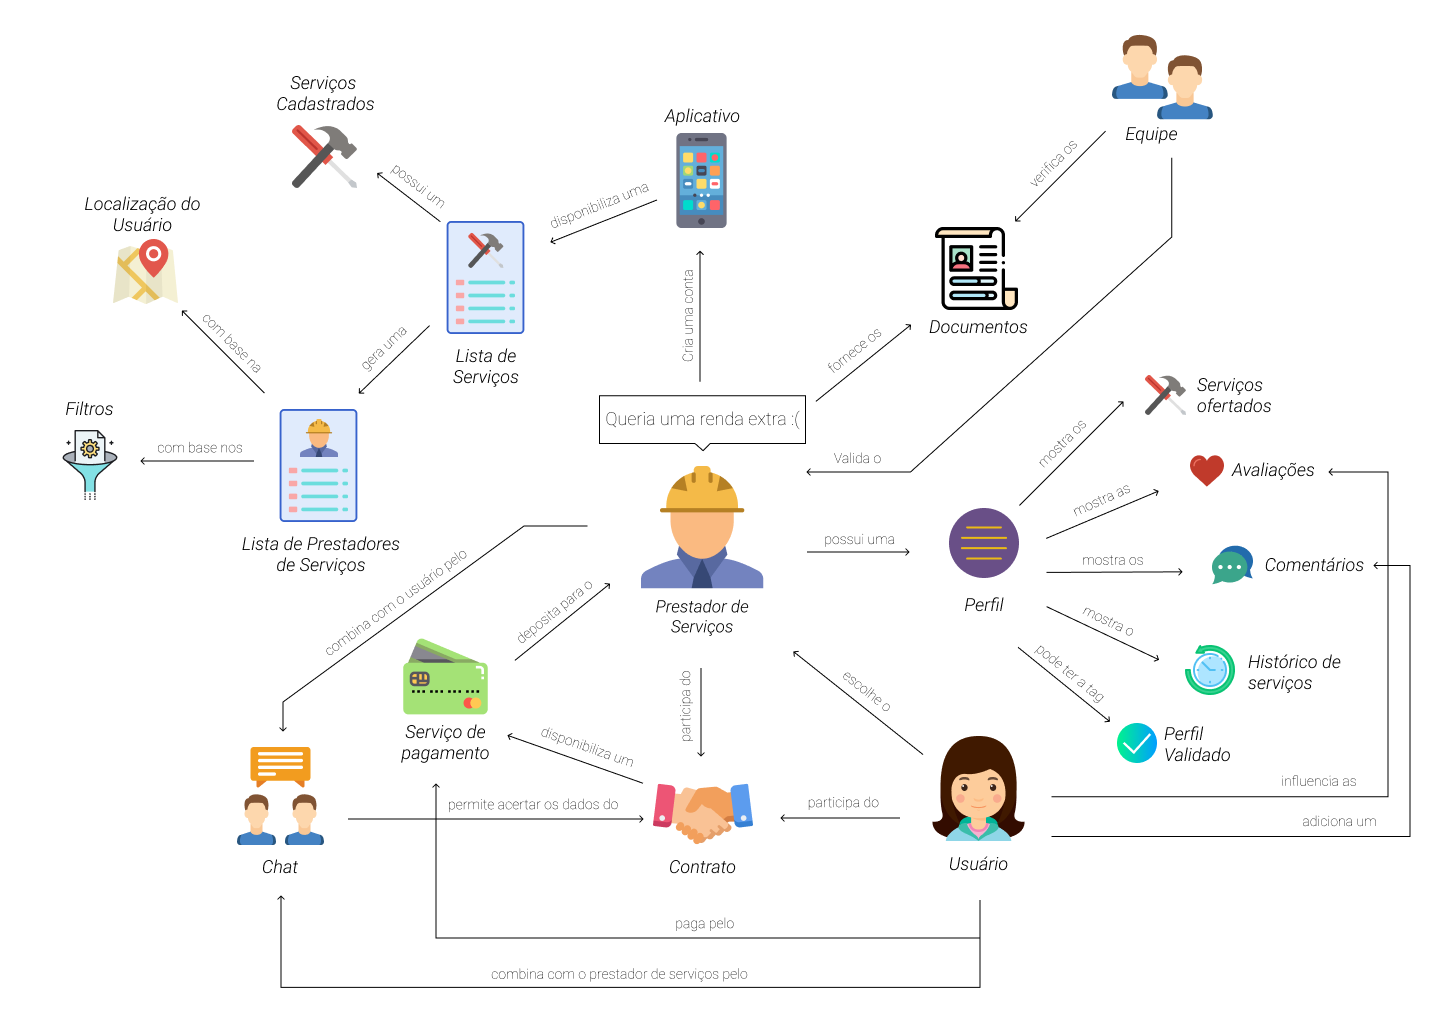 Equipe
Serviços
Cadastrados
Aplicativo
verifica os
possui um
disponibiliza uma
Localização do
Usuário
Cria uma conta
Documentos
com base na
gera uma
Lista de
Serviços
fornece os
Filtros
Queria uma renda extra :(
Serviços
ofertados
com base nos
Valida o
mostra os
Avaliações
mostra as
Lista de Prestadores
de Serviços
possui uma
mostra os
Comentários
combina com o usuário pelo
deposita para o
Prestador de
Serviços
Perfil
mostra o
Histórico de
serviços
pode ter a tag
escolhe o
participa do
Serviço de
pagamento
disponibiliza um
Perfil
Validado
influencia as
permite acertar os dados do
participa do
adiciona um
Chat
Contrato
Usuário
paga pelo
combina com o prestador de serviços pelo